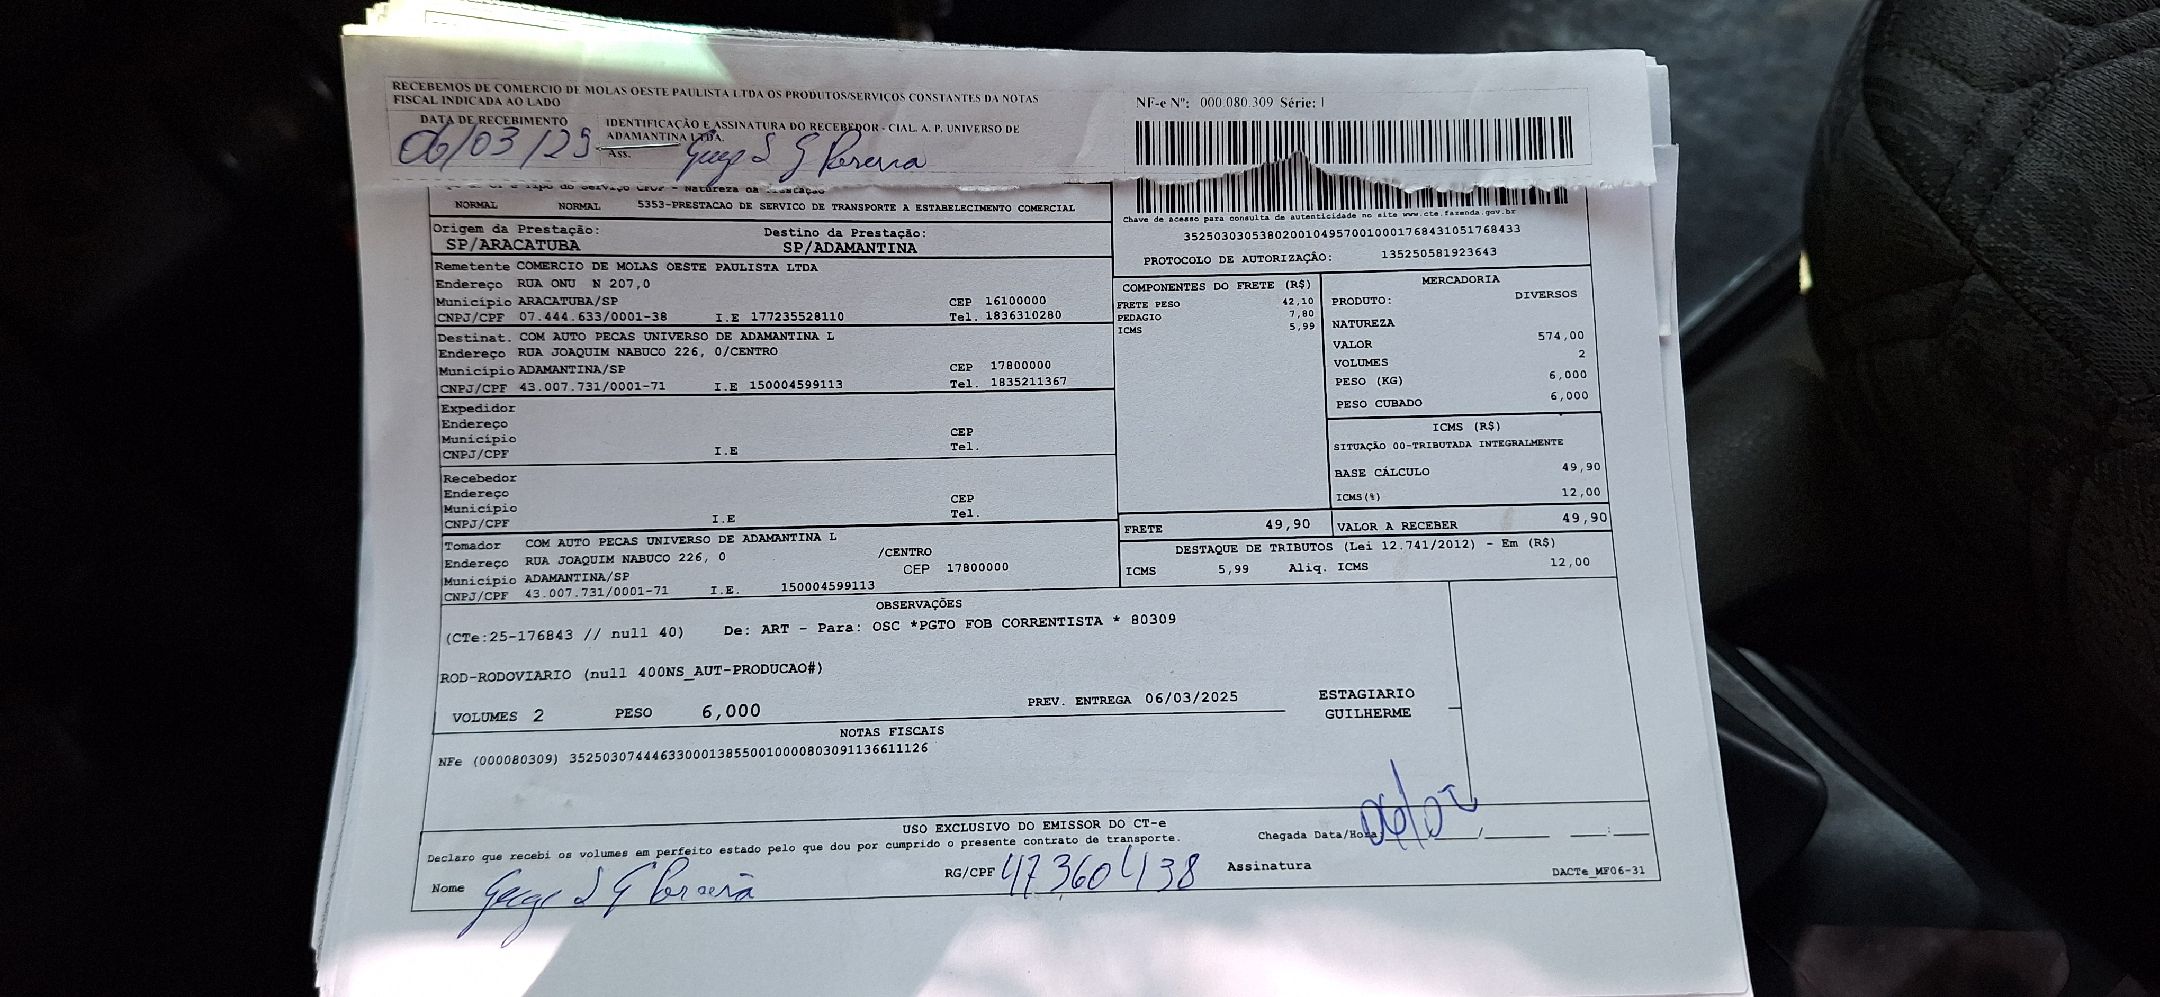 RECEBEMOS DE COMERCIO DE MOLAS OESTE PAULISTA LTDA OS PRODUTOS/SERVIÇOS CONSTANTES DA NOTAS
FISCAL INDICADA AO LADO
DATA DE RECEBIMENTO
06/03/25
IDENTIFICAÇÃO E ASSINATURA DO RECEBEDOR - CIAL. A. P. UNIVERSO DE
ADAMANTINA LTDA.
Ass.
Pereira
NF-e Nº: 000.080.309 Série: 1
NORMAL NORMAL 5353-PRESTACAO DE SERVICO DE TRANSPORTE A ESTABELECIMENTO COMERCIAL
Origem da Prestação: Destino da Prestação:
SP/ARACATUBA SP/ADAMANTINA
Chave de acesso para consulta de autenticidade no site www.cte.fazenda.gov.br
35250303053802001049570010001768431051768433
PROTOCOLO DE AUTORIZAÇÃO: 135250581923643
Remetente COMERCIO DE MOLAS OESTE PAULISTA LTDA
Endereço RUA ONU N 207,0
Município ARACATUBA/SP CEP 16100000
CNPJ/CPF 07.444.633/0001-38 I.E 177235528110 Tel. 1836310280
Destinat. COM AUTO PECAS UNIVERSO DE ADAMANTINA L
Endereço RUA JOAQUIM NABUCO 226, 0/CENTRO
Município ADAMANTINA/SP CEP 17800000
CNPJ/CPF 43.007.731/0001-71 I.E 150004599113 Tel. 1835211367
Expedidor
Endereço
Município CEP
CNPJ/CPF I.E Tel.
Recebedor
Endereço
Município CEP
CNPJ/CPF I.E Tel.
Tomador COM AUTO PECAS UNIVERSO DE ADAMANTINA L
Endereço RUA JOAQUIM NABUCO 226, 0 /CENTRO
Município ADAMANTINA/SP CEP 17800000
CNPJ/CPF 43.007.731/0001-71 I.E. 150004599113
COMPONENTES DO FRETE (R$)
FRETE PESO 42,10
PEDAGIO 7,80
ICMS 5,99
MERCADORIA
PRODUTO: DIVERSOS
NATUREZA
VALOR 574,00
VOLUMES 2
PESO (KG) 6,000
PESO CUBADO 6,000
ICMS (R$)
SITUAÇÃO 00-TRIBUTADA INTEGRALMENTE
BASE CÁLCULO 49,90
ICMS(%) 12,00
FRETE 49,90 VALOR A RECEBER 49,90
DESTAQUE DE TRIBUTOS (Lei 12.741/2012) - Em (R$)
ICMS 5,99 Aliq. ICMS 12,00
OBSERVAÇÕES
(CTe:25-176843 // null 40) De: ART - Para: OSC *PGTO FOB CORRENTISTA * 80309
ROD-RODOVIARIO (null 400NS_AUT-PRODUCAO#)
VOLUMES 2 PESO 6,000 PREV. ENTREGA 06/03/2025 ESTAGIARIO
GUILHERME
NOTAS FISCAIS
NFe (000080309) 35250307444633000138550010000803091136611126
USO EXCLUSIVO DO EMISSOR DO CT-e
Declaro que recebi os volumes em perfeito estado pelo que dou por cumprido o presente contrato de transporte.
Chegada Data/Hora / :
Nome Pereira RG/CPF 47360438 Assinatura
DACTe_MF06-31